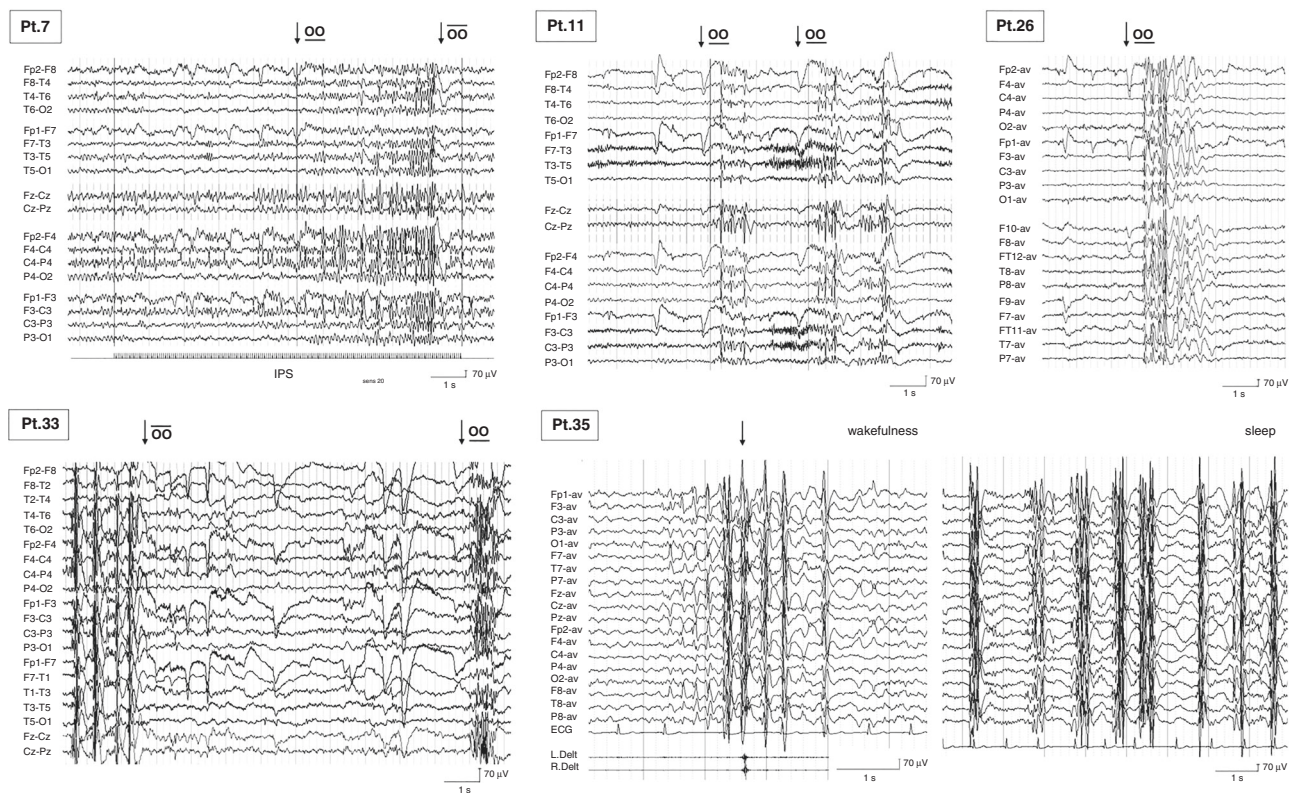 Pt.7
OO
OO
Fp2-F8
F8-T4
T4-T6
T6-O2
Fp1-F7
F7-T3
T3-T5
T5-O1
Fz-Cz
Cz-Pz
Fp2-F4
F4-C4
C4-P4
P4-O2
Fp1-F3
F3-C3
C3-P3
P3-O1
IPS
sens 20
70 µV
1 s
Pt.11
OO
OO
Fp2-F8
F8-T4
T4-T6
T6-O2
Fp1-F7
F7-T3
T3-T5
T5-O1
Fz-Cz
Cz-Pz
Fp2-F4
F4-C4
C4-P4
P4-O2
Fp1-F3
F3-C3
C3-P3
P3-O1
70 µV
1 s
Pt.26
OO
Fp2-av
F4-av
C4-av
P4-av
O2-av
Fp1-av
F3-av
C3-av
P3-av
O1-av
F10-av
F8-av
FT12-av
T8-av
P8-av
F9-av
F7-av
FT11-av
T7-av
P7-av
70 µV
1 s
Pt.33
OO
OO
Fp2-F8
F8-T2
T2-T4
T4-T6
T6-O2
Fp2-F4
F4-C4
C4-P4
P4-O2
Fp1-F3
F3-C3
C3-P3
P3-O1
Fp1-F7
F7-T1
T1-T3
T3-T5
T5-O1
Fz-Cz
Cz-Pz
70 µV
1 s
Pt.35
wakefulness
sleep
Fp1-av
F3-av
C3-av
P3-av
O1-av
F7-av
T7-av
P7-av
Fz-av
Cz-av
Pz-av
Fp2-av
F4-av
C4-av
P4-av
O2-av
F8-av
T8-av
P8-av
ECG
L.Delt
R.Delt
70 µV
1 s
70 µV
1 s